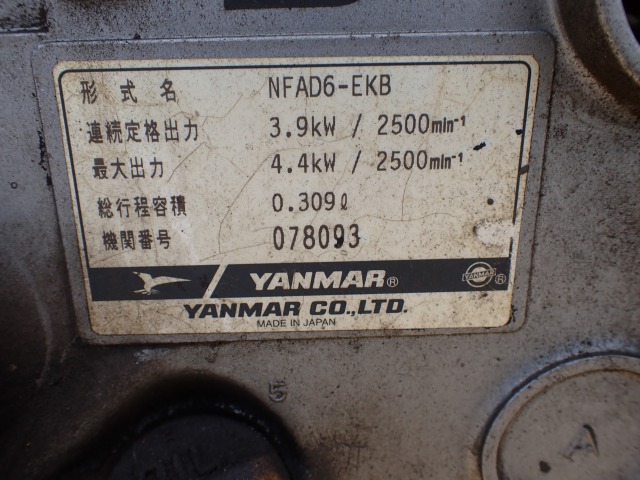 形式名 NFAD6-EKB
連続定格出力 3.9kW / 2500min⁻¹
最大出力 4.4kW / 2500min⁻¹
総行程容積 0.309ℓ
機関番号 078093
YANMAR® YANMAR®
YANMAR CO.,LTD.
MADE IN JAPAN
5